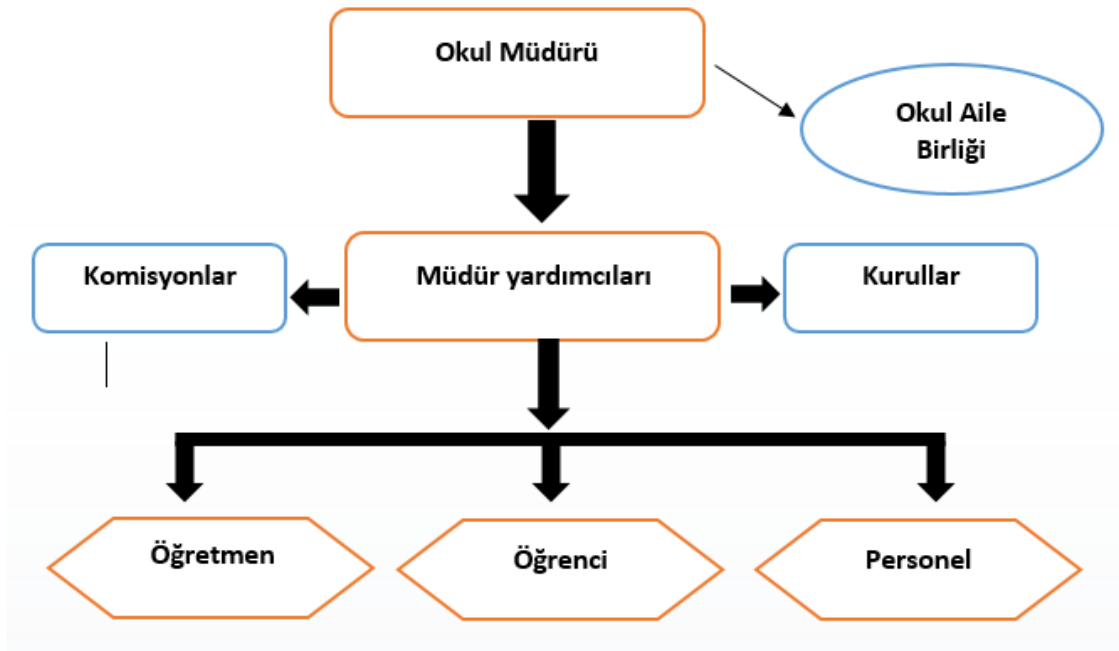 Okul Müdürü
Okul Aile
Birliği
Komisyonlar
Müdür yardımcıları
Kurullar
Öğretmen
Öğrenci
Personel